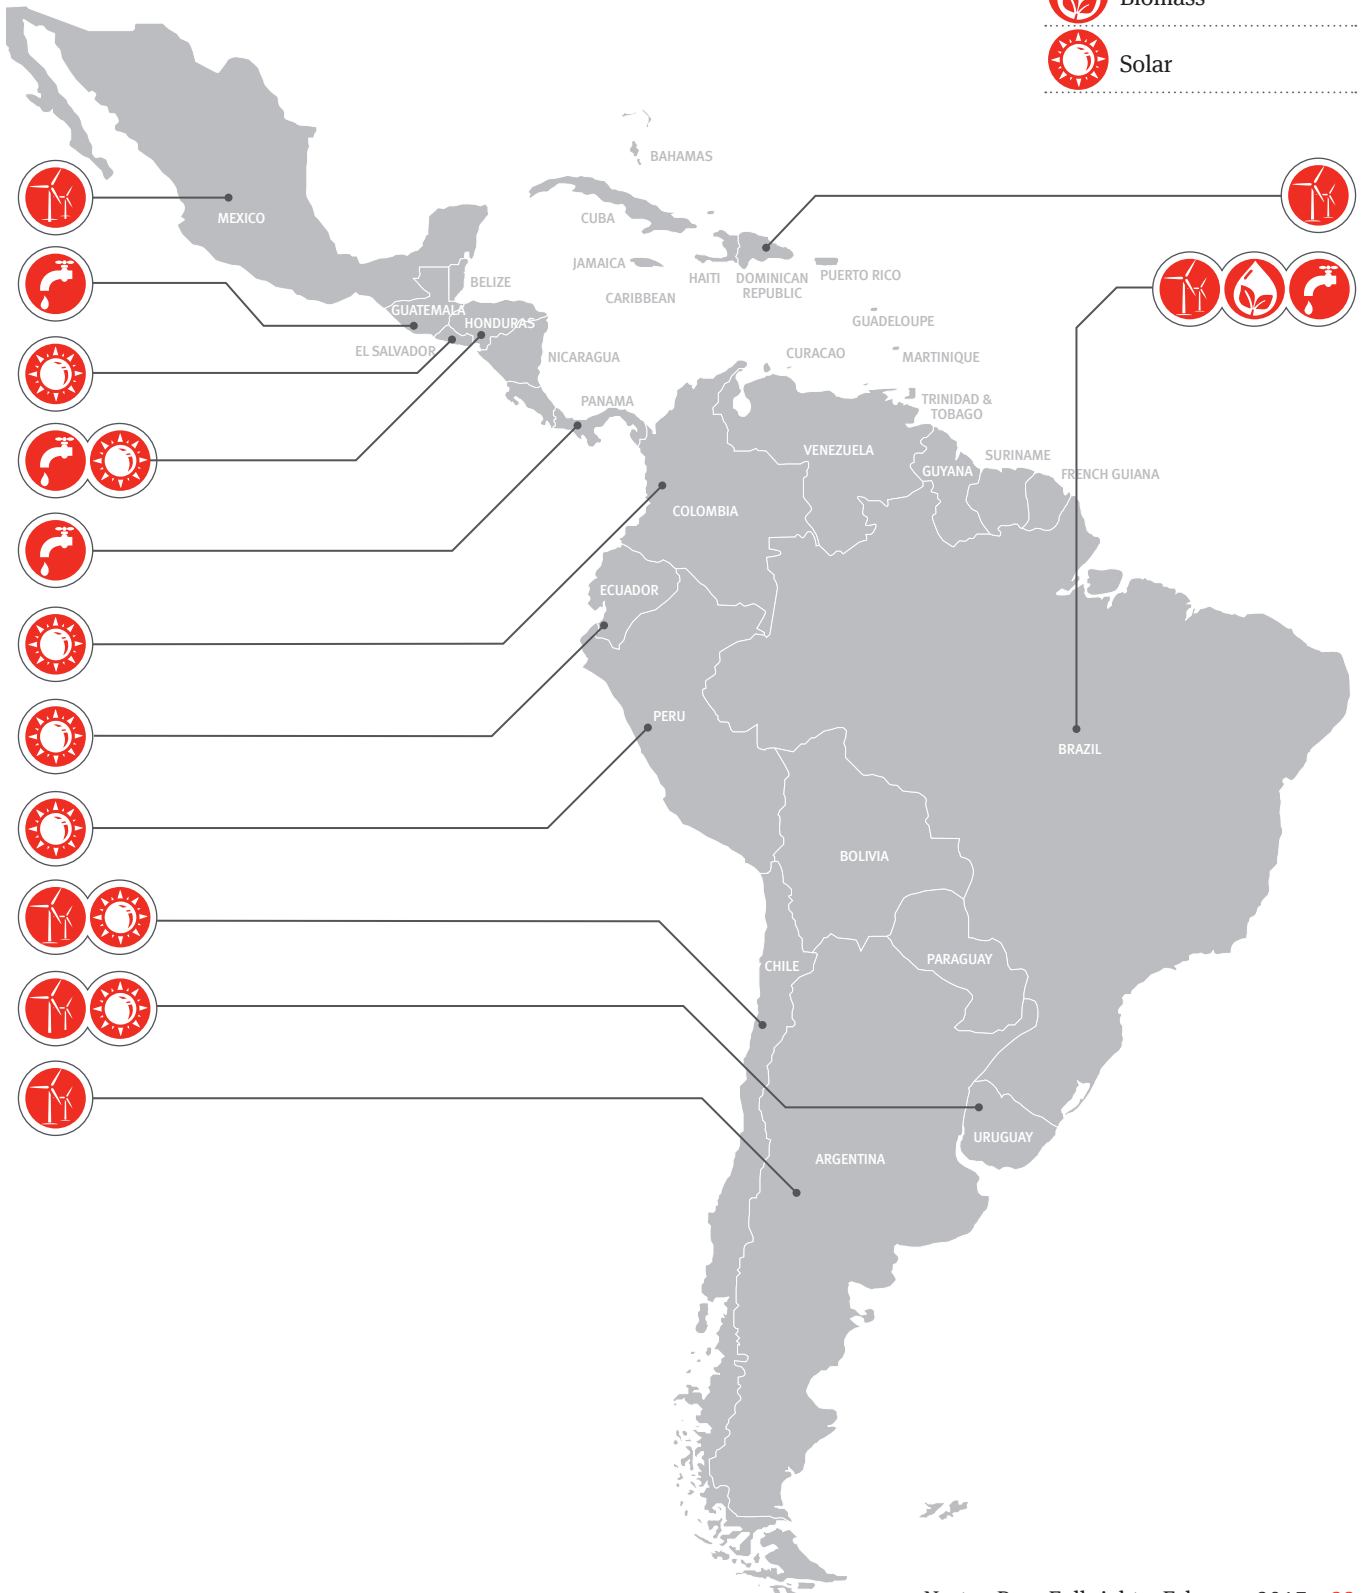 Biomass
Solar
BAHAMAS
MEXICO
CUBA
JAMAICA
HAITI
DOMINICAN
REPUBLIC
PUERTO RICO
BELIZE
CARIBBEAN
GUATEMALA
HONDURAS
GUADELOUPE
EL SALVADOR
NICARAGUA
CURACAO
MARTINIQUE
PANAMA
TRINIDAD &
TOBAGO
VENEZUELA
SURINAME
GUYANA
FRENCH GUIANA
COLOMBIA
ECUADOR
PERU
BRAZIL
BOLIVIA
CHILE
PARAGUAY
URUGUAY
ARGENTINA